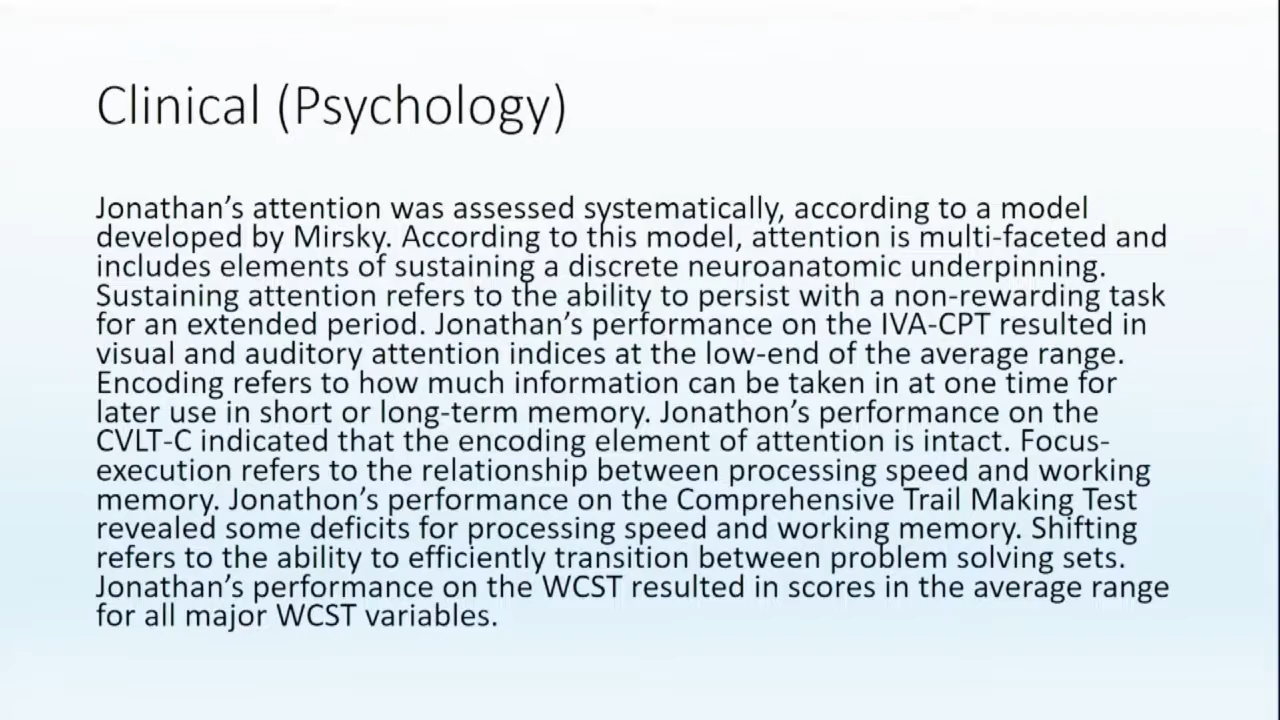 Clinical (Psychology)
Jonathan’s attention was assessed systematically, according to a model
developed by Mirsky. According to this model, attention is multi-faceted and
includes elements of sustaining a discrete neuroanatomic underpinning.
Sustaining attention refers to the ability to persist with a non-rewarding task
for an extended period. Jonathan’s performance on the IVA-CPT resulted in
visual and auditory attention indices at the low-end of the average range.
Encoding refers to how much information can be taken in at one time for
later use in short or long-term memory. Jonathon’s performance on the
CVLT-C indicated that the encoding element of attention is intact. Focus-
execution refers to the relationship between processing speed and working
memory. Jonathon’s performance on the Comprehensive Trail Making Test
revealed some deficits for processing speed and working memory. Shifting
refers to the ability to efficiently transition between problem solving sets.
Jonathan’s performance on the WCST resulted in scores in the average range
for all major WCST variables.